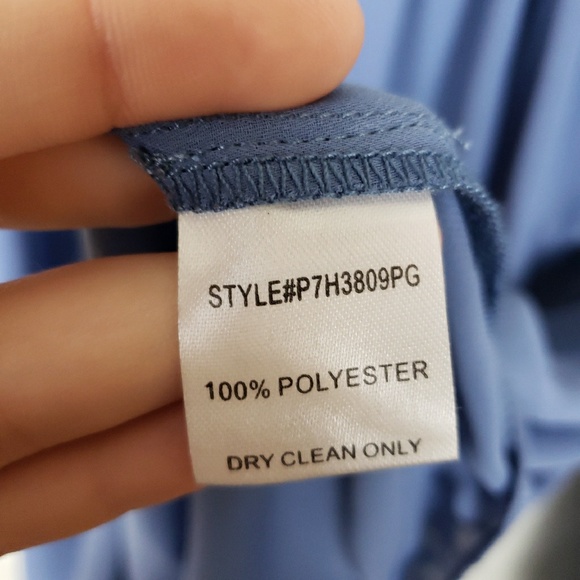 STYLE#P7H3809PG
100% POLYESTER
DRY CLEAN ONLY